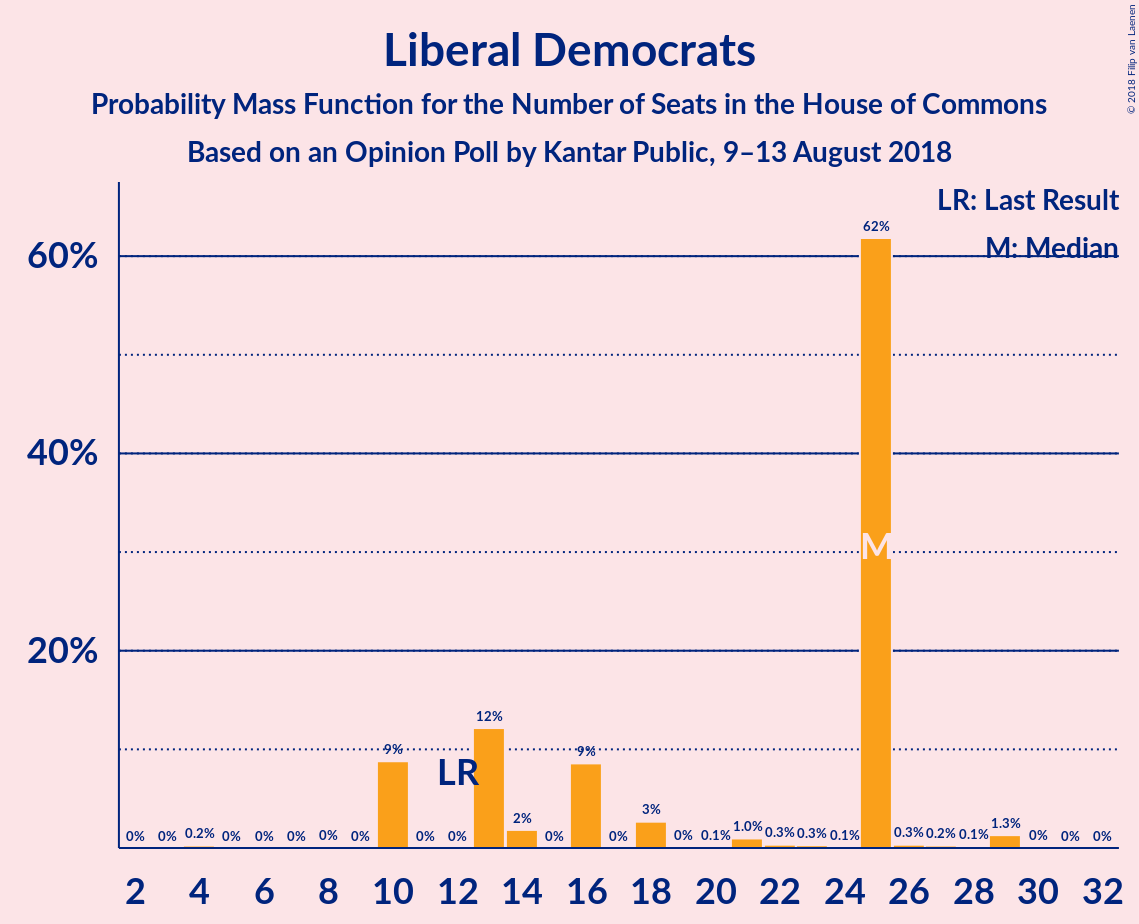 Liberal Democrats
Probability Mass Function for the Number of Seats in the House of Commons
Based on an Opinion Poll by Kantar Public, 9–13 August 2018
© 2018 Filip van Laenen
LR: Last Result
M: Median
60%
40%
20%
0% 0% 0.2% 0% 0% 0% 0% 0% 9% 0% 0% 12% 2% 0% 9% 0% 3% 0% 0.1% 1.0% 0.3% 0.3% 0.1% 62% 0.3% 0.2% 0.1% 1.3% 0% 0% 0%
LR
M
2 4 6 8 10 12 14 16 18 20 22 24 26 28 30 32